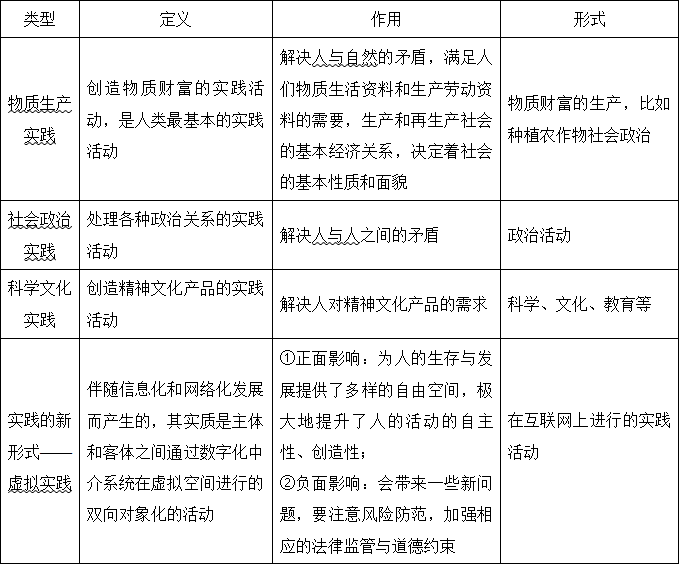 类型
定义
作用
形式
物质生产
实践
创造物质财富的实践活
动，是人类最基本的实践
活动
解决人与自然的矛盾，满足人
们物质生活资料和生产劳动资
料的需要，生产和再生产社会
的基本经济关系，决定着社会
的基本性质和面貌
物质财富的生产，比如
种植农作物社会政治
社会政治
实践
处理各种政治关系的实践
活动
解决人与人之间的矛盾
政治活动
科学文化
实践
创造精神文化产品的实践
活动
解决人对精神文化产品的需求
科学、文化、教育等
实践的新
形式——
虚拟实践
伴随信息化和网络化发展
而产生的，其实质是主体
和客体之间通过数字化中
介系统在虚拟空间进行的
双向对象化的活动
①正面影响：为人的生存与发
展提供了多样的自由空间，极
大地提升了人的活动的自主
性、创造性；
②负面影响：会带来一些新问
题，要注意风险防范，加强相
应的法律监管与道德约束
在互联网上进行的实践
活动